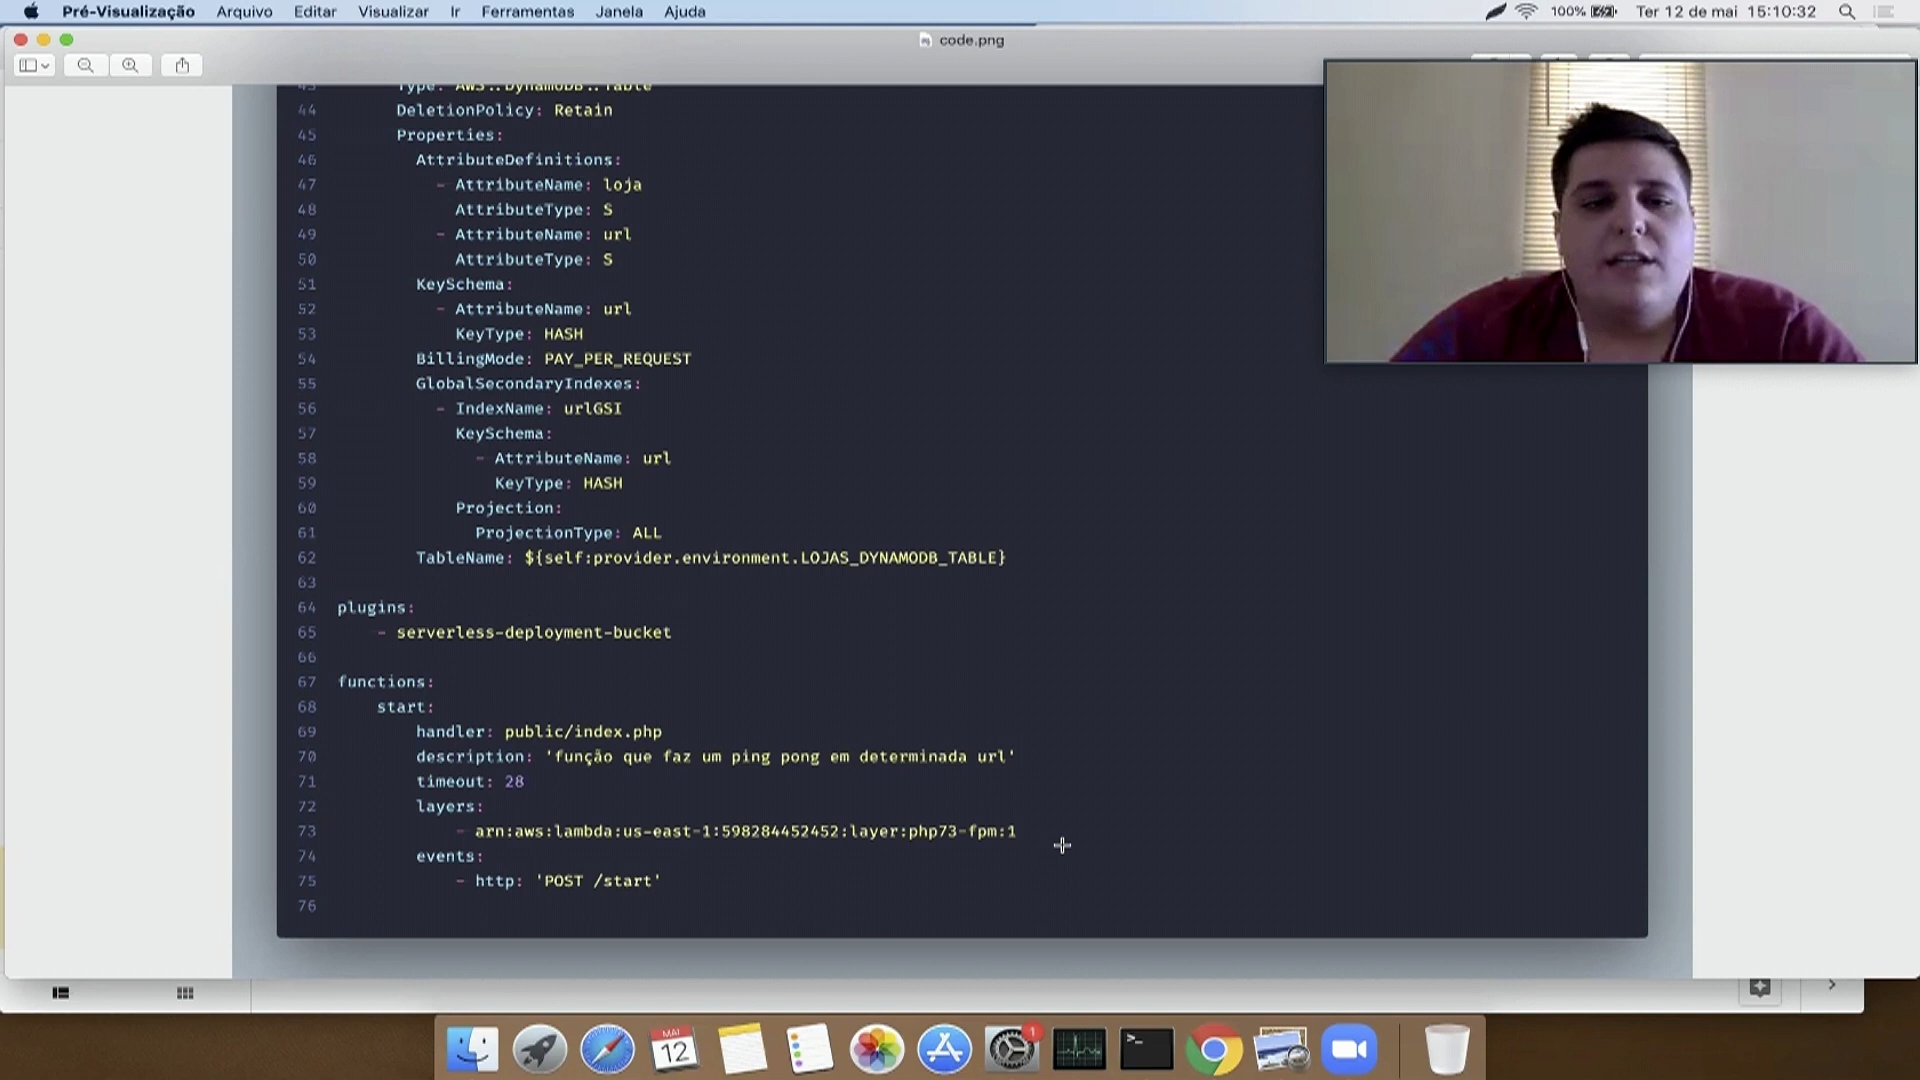 Pré-Visualização Arquivo Editar Visualizar Ir Ferramentas Janela Ajuda 100% Ter 12 de mai 15:10:32
code.png
43 Type: AWS::DynamoDB::Table
44 DeletionPolicy: Retain
45 Properties:
46 AttributeDefinitions:
47 - AttributeName: loja
48 AttributeType: S
49 - AttributeName: url
50 AttributeType: S
51 KeySchema:
52 - AttributeName: url
53 KeyType: HASH
54 BillingMode: PAY_PER_REQUEST
55 GlobalSecondaryIndexes:
56 - IndexName: urlGSI
57 KeySchema:
58 - AttributeName: url
59 KeyType: HASH
60 Projection:
61 ProjectionType: ALL
62 TableName: ${self:provider.environment.LOJAS_DYNAMODB_TABLE}
63
64 plugins:
65 - serverless-deployment-bucket
66
67 functions:
68 start:
69 handler: public/index.php
70 description: 'função que faz um ping pong em determinada url'
71 timeout: 28
72 layers:
73 - arn:aws:lambda:us-east-1:598284452452:layer:php73-fpm:1
74 events:
75 - http: 'POST /start'
76
MAI
12
1